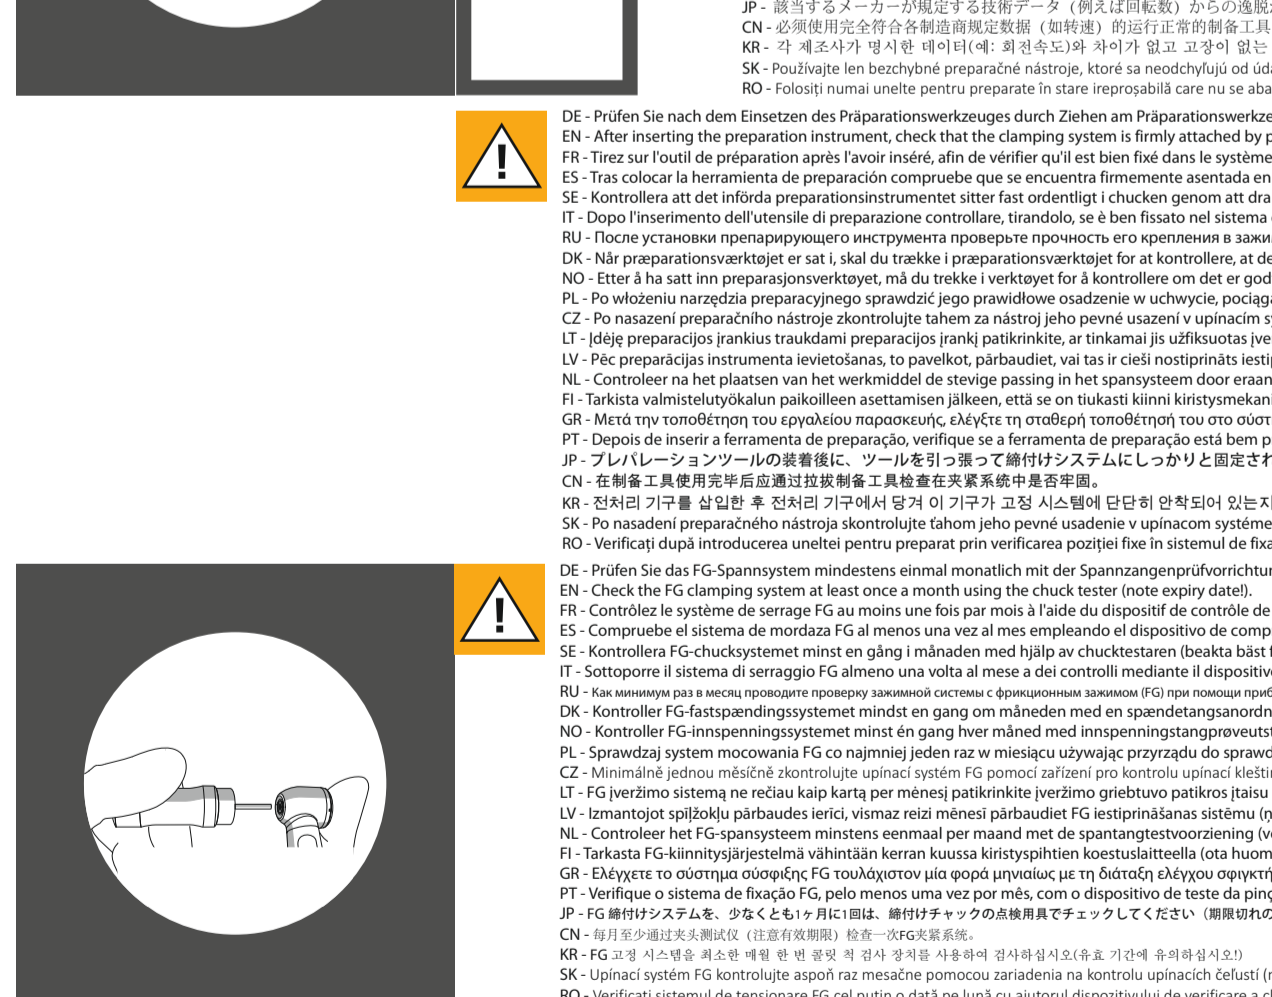 JP - 該当するメーカーが規定する技術データ (例えば回転数) からの逸脱
CN - 必须使用完全符合各制造商规定数据 (如转速) 的运行正常的制备工具
KR - 각 제조사가 명시한 데이터(예: 회전속도)와 차이가 없고 고장이 없는
SK - Používajte len bezchybné preparačné nástroje, ktoré sa neodchyľujú od úda
RO - Folosiți numai unelte pentru preparate în stare ireproșabilă care nu se aba
DE - Prüfen Sie nach dem Einsetzen des Präparationswerkzeuges durch Ziehen am Präparationswerkze
EN - After inserting the preparation instrument, check that the clamping system is firmly attached by p
FR - Tirez sur l'outil de préparation après l'avoir inséré, afin de vérifier qu'il est bien fixé dans le système
ES - Tras colocar la herramienta de preparación compruebe que se encuentra firmemente asentada en
SE - Kontrollera att det införda preparationsinstrumentet sitter fast ordentligt i chucken genom att dra
IT - Dopo l'inserimento dell'utensile di preparazione controllare, tirandolo, se è ben fissato nel sistema
RU - После установки препарирующего инструмента проверьте прочность его крепления в зажи
DK - Når præparationsværktøjet er sat i, skal du trække i præparationsværktøjet for at kontrollere, at de
NO - Etter å ha satt inn preparasjonsverktøyet, må du trekke i verktøyet for å kontrollere om det er god
PL - Po włożeniu narzędzia preparacyjnego sprawdzić jego prawidłowe osadzenie w uchwycie, pociąga
CZ - Po nasazení preparačního nástroje zkontrolujte tahem za nástroj jeho pevné usazení v upínacím s
LT - Įdėję preparacijos įrankius traukdami preparacijos įrankį patikrinkite, ar tinkamai jis užfiksuotas įve
LV - Pēc preparācijas instrumenta ievietošanas, to pavelkot, pārbaudiet, vai tas ir cieši nostiprināts iesti
NL - Controleer na het plaatsen van het werkmiddel de stevige passing in het spansysteem door eraan
FI - Tarkista valmistelutyökalun paikoilleen asettamisen jälkeen, että se on tiukasti kiinni kiristysmekani
GR - Μετά την τοποθέτηση του εργαλείου παρασκευής, ελέγξτε τη σταθερή τοποθέτησή του στο σύστ
PT - Depois de inserir a ferramenta de preparação, verifique se a ferramenta de preparação está bem p
JP - プレパレーションツールの装着後に、ツールを引っ張って締付けシステムにしっかりと固定され
CN - 在制备工具使用完毕后应通过拉拔制备工具检查在夹紧系统中是否牢固。
KR - 전처리 기구를 삽입한 후 전처리 기구에서 당겨 이 기구가 고정 시스템에 단단히 안착되어 있는지
SK - Po nasadení preparačného nástroja skontrolujte ťahom jeho pevné usadenie v upínacom systéme
RO - Verificați după introducerea uneltei pentru preparat prin verificarea poziției fixe în sistemul de fixa
DE - Prüfen Sie das FG-Spannsystem mindestens einmal monatlich mit der Spannzangenprüfvorrichtun
EN - Check the FG clamping system at least once a month using the chuck tester (note expiry date!).
FR - Contrôlez le système de serrage FG au moins une fois par mois à l'aide du dispositif de contrôle de
ES - Compruebe el sistema de mordaza FG al menos una vez al mes empleando el dispositivo de comp
SE - Kontrollera FG-chucksystemet minst en gång i månaden med hjälp av chucktestaren (beakta bäst f
IT - Sottoporre il sistema di serraggio FG almeno una volta al mese a dei controlli mediante il dispositiv
RU - Как минимум раз в месяц проводите проверку зажимной системы с фрикционным зажимом (FG) при помощи приб
DK - Kontroller FG-fastspændingssystemet mindst en gang om måneden med en spændetangsanordn
NO - Kontroller FG-innspenningssystemet minst én gang hver måned med innspenningstangprøveutst
PL - Sprawdzaj system mocowania FG co najmniej jeden raz w miesiącu używając przyrządu do sprawd
CZ - Minimálně jednou měsíčně zkontrolujte upínací systém FG pomocí zařízení pro kontrolu upínací kleštin
LT - FG įveržimo sistemą ne rečiau kaip kartą per mėnesį patikrinkite įveržimo griebtuvo patikros įtaisu
LV - Izmantojot spīļžokļu pārbaudes ierīci, vismaz reizi mēnesī pārbaudiet FG iestiprināšanas sistēmu (ņ
NL - Controleer het FG-spansysteem minstens eenmaal per maand met de spantangtestvoorziening (v
FI - Tarkasta FG-kiinnitysjärjestelmä vähintään kerran kuussa kiristyspihtien koestuslaitteella (ota huom
GR - Ελέγχετε το σύστημα σύσφιξης FG τουλάχιστον μία φορά μηνιαίως με τη διάταξη ελέγχου σφιγκτή
PT - Verifique o sistema de fixação FG, pelo menos uma vez por mês, com o dispositivo de teste da pinç
JP - FG 締付けシステムを、少なくとも1ヶ月に1回は、締付けチャックの点検用具でチェックしてください (期限切れの
CN - 每月至少通过夹头测试仪 (注意有效期限) 检查一次FG夹紧系统。
KR - FG 고정 시스템을 최소한 매월 한 번 콜릿 척 검사 장치를 사용하여 검사하십시오(유효 기간에 유의하십시오!)
SK - Upínací systém FG kontrolujte aspoň raz mesačne pomocou zariadenia na kontrolu upínacích čeľustí (
RO - Verificați sistemul de tensionare FG cel puțin o dată pe lună cu ajutorul dispozitivului de verificare a